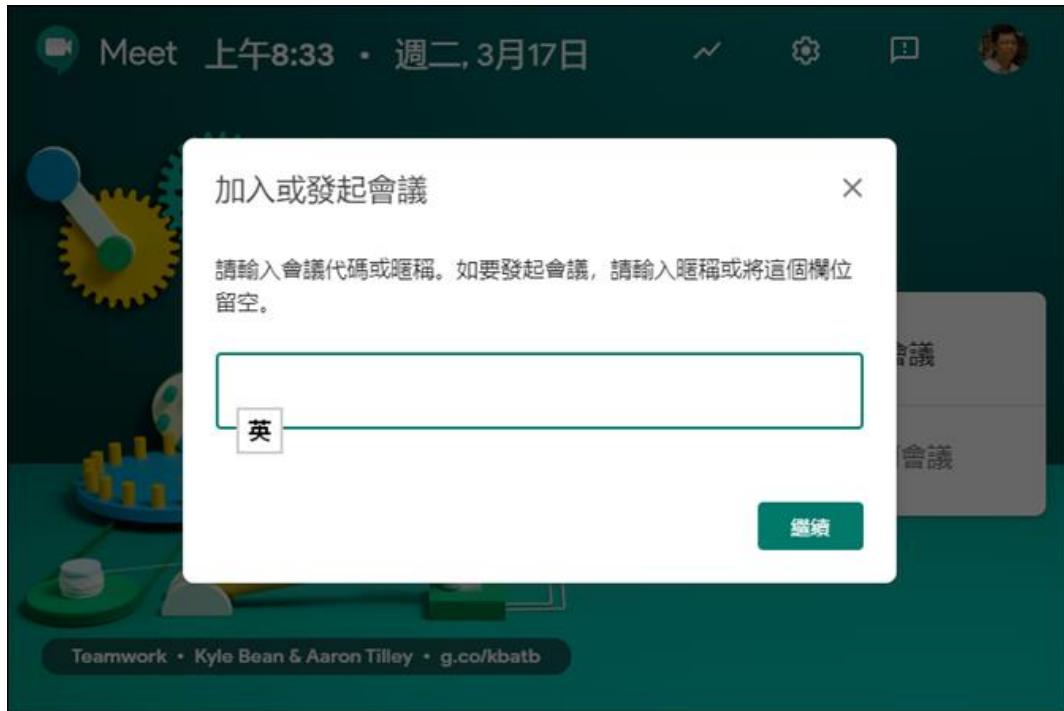 Meet 上午8:33 • 週二, 3月17日
加入或發起會議
請輸入會議代碼或暱稱。如要發起會議，請輸入暱稱或將這個欄位
留空。
會議
會議
英
繼續
Teamwork • Kyle Bean & Aaron Tilley • g.co/kbatb